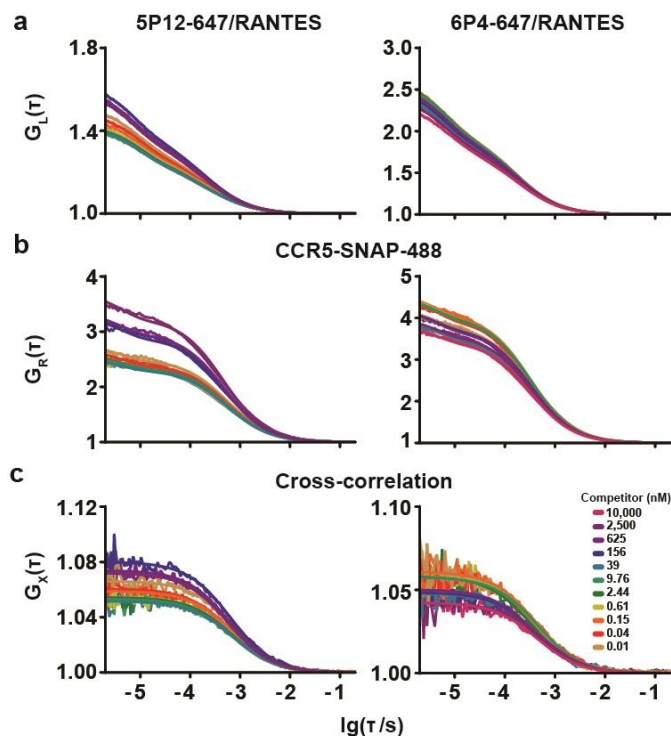 a
5P12-647/RANTES
6P4-647/RANTES
G_L(τ)
1.8
1.4
1.0
3.0
2.5
2.0
1.5
1.0
b
CCR5-SNAP-488
G_R(τ)
4
3
2
1
5
4
3
2
1
c
Cross-correlation
G_X(τ)
1.12
1.08
1.04
1.00
1.10
1.05
1.00
Competitor (nM)
10,000
2,500
625
156
39
9.76
2.44
0.61
0.15
0.04
0.01
-5 -4 -3 -2 -1
-5 -4 -3 -2 -1
lg(τ/s)